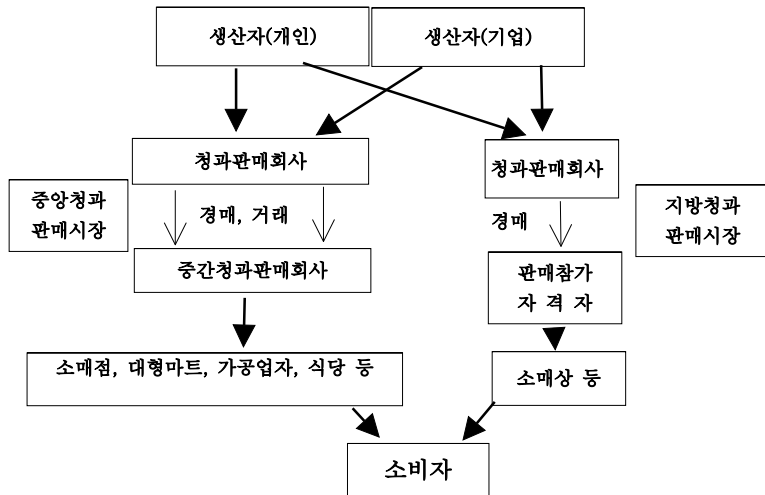 생산자(개인)
생산자(기업)
청과판매회사
청과판매회사
중앙청과
판매시장
경매, 거래
경매
지방청과
판매시장
중간청과판매회사
판매참가
자 격 자
소매점, 대형마트, 가공업자, 식당 등
소매상 등
소비자